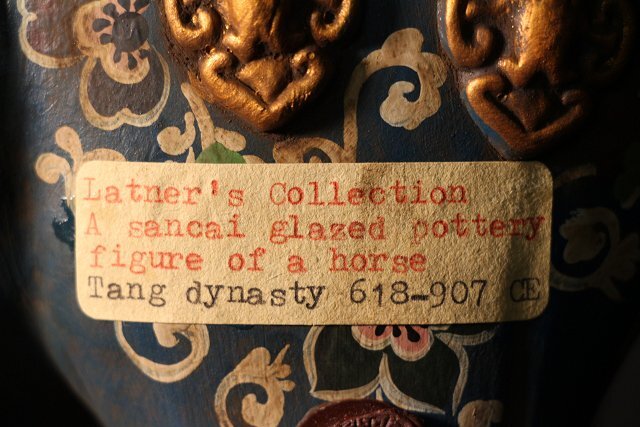 Latner's Collection
A sancai glazed pottery
figure of a horse
Tang dynasty 618-907 CE